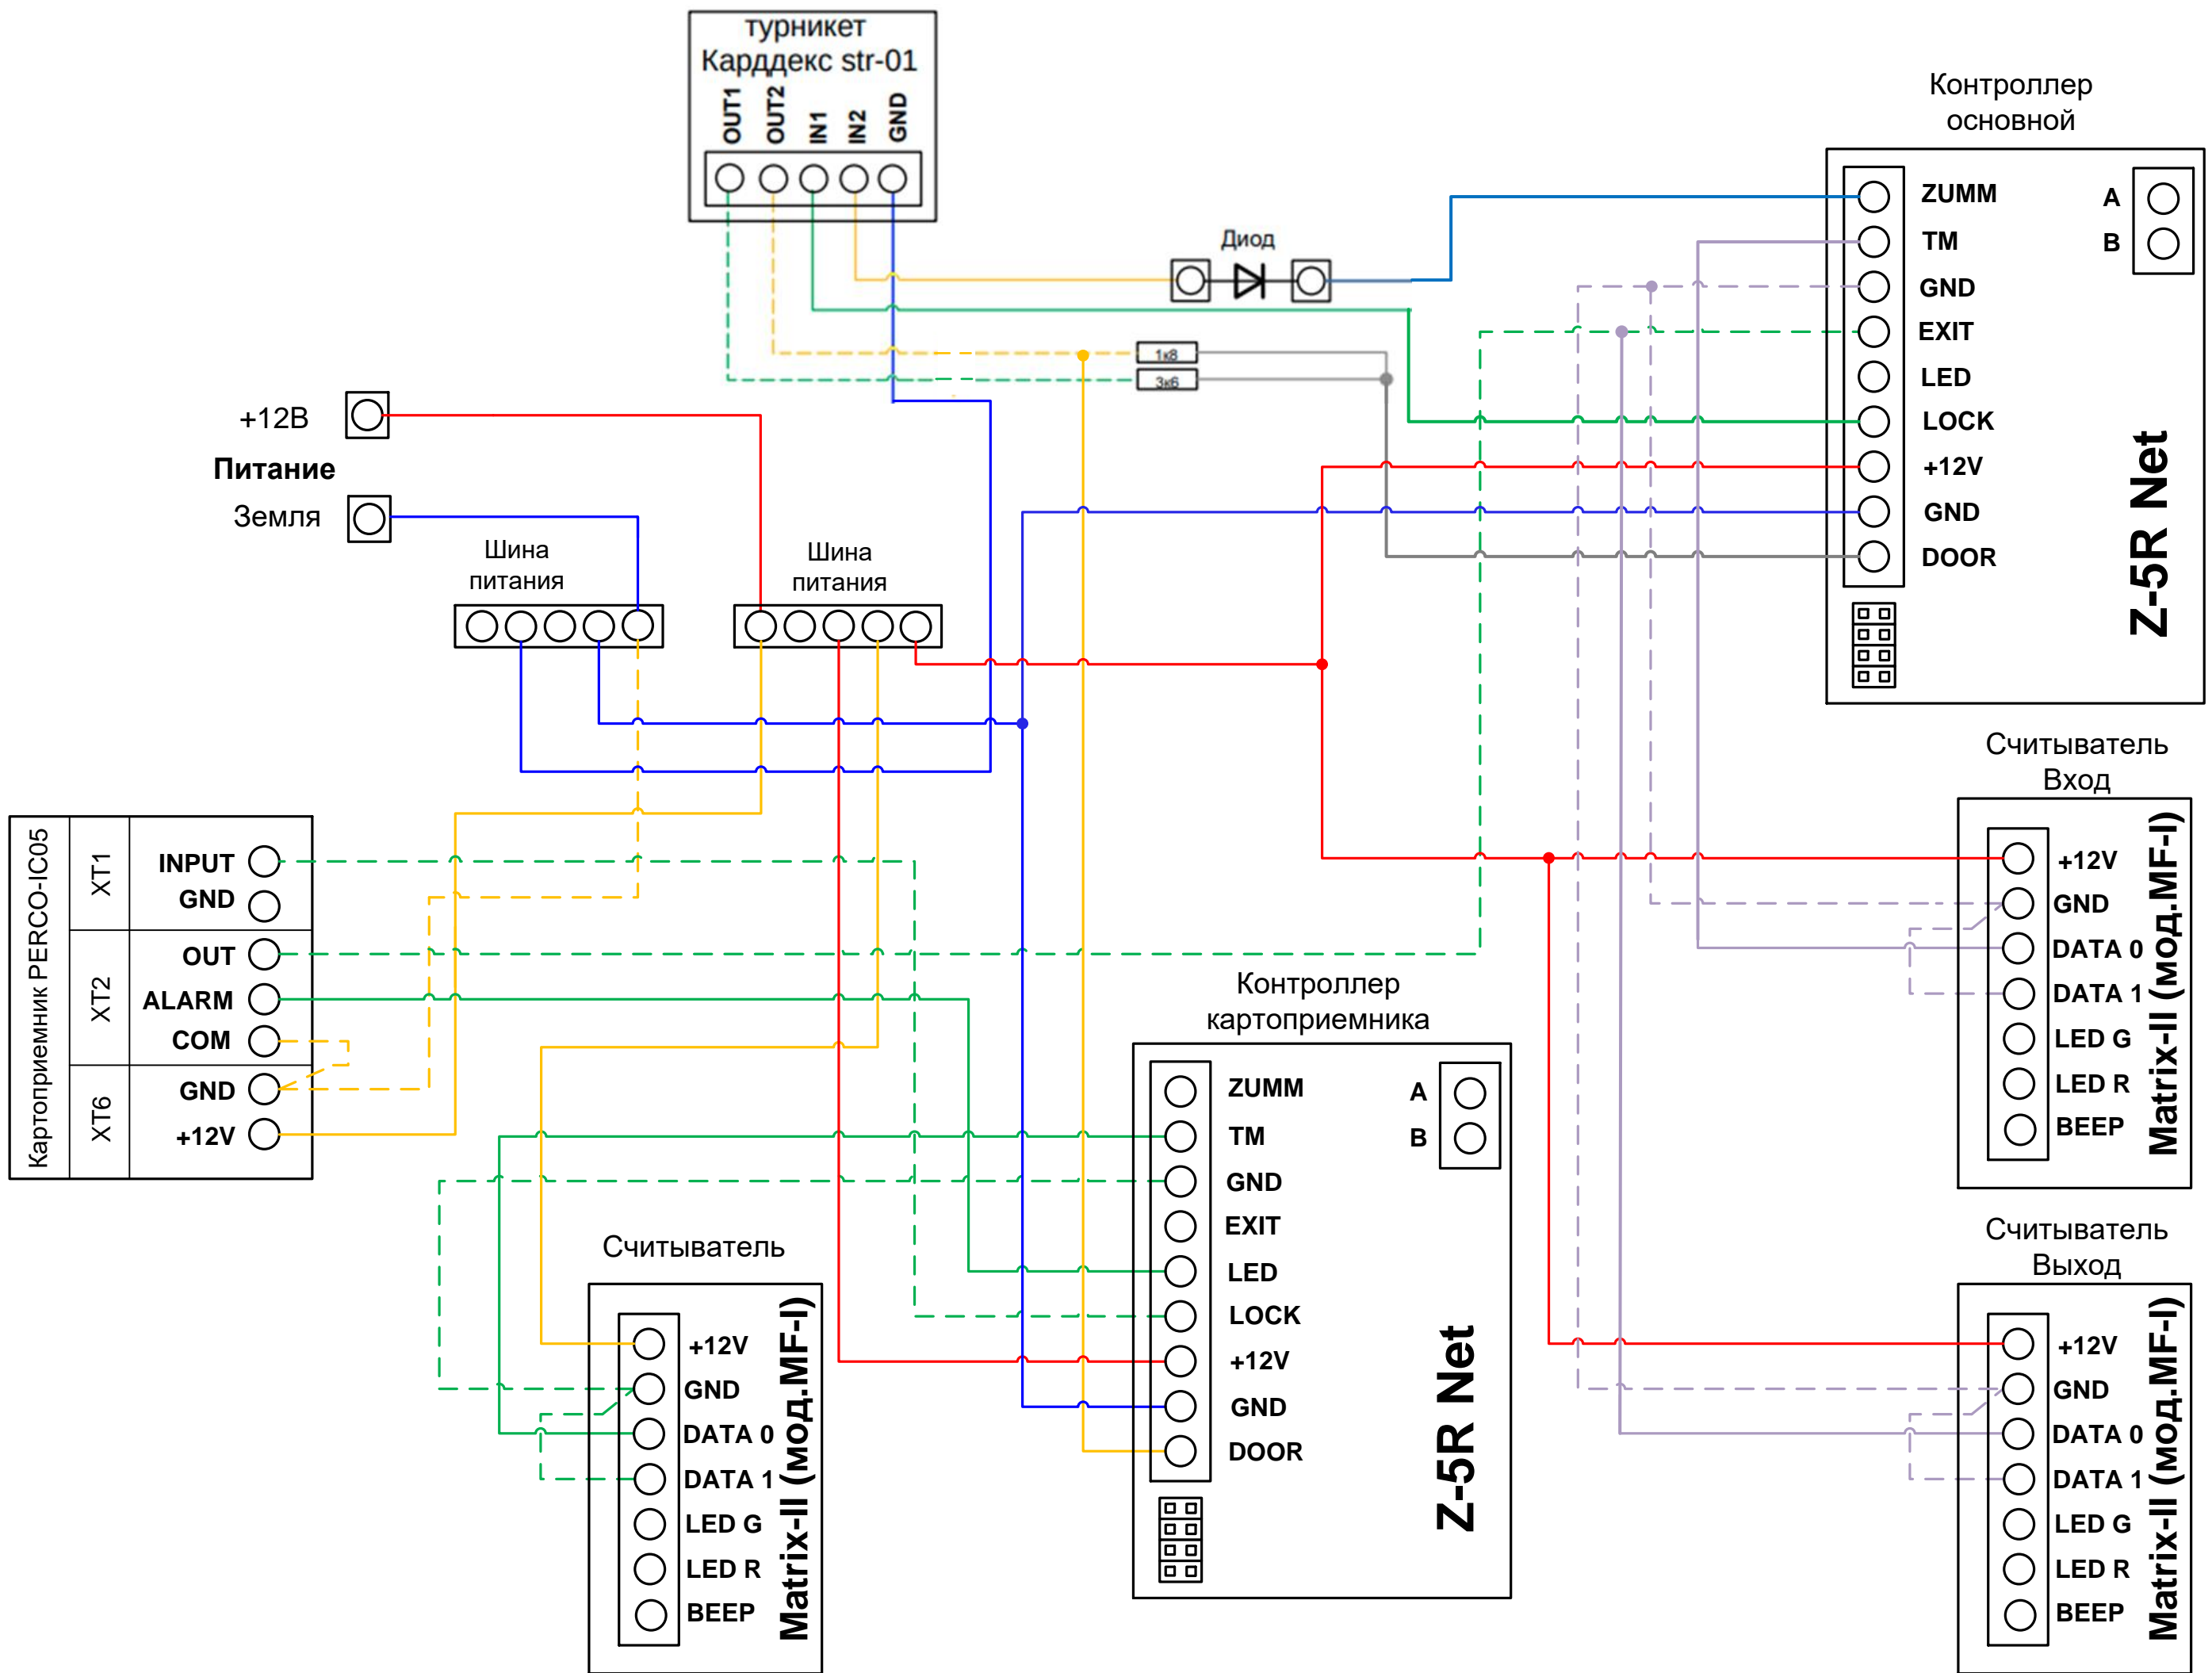 турникет
Карддекс str-01
OUT1
OUT2
IN1
IN2
GND
Диод
1к8
3к6
+12В
Питание
Земля
Шина
питания
Шина
питания
Контроллер
основной
ZUMM
TM
GND
EXIT
LED
LOCK
+12V
GND
DOOR
A
B
Z-5R Net
Картоприемник PERCO-IC05
XT1
INPUT
GND
XT2
OUT
ALARM
COM
XT6
GND
+12V
Считыватель
Вход
+12V
GND
DATA 0
DATA 1
LED G
LED R
BEEP
Matrix-II (мод.MF-I)
Контроллер
картоприемника
ZUMM
TM
GND
EXIT
LED
LOCK
+12V
GND
DOOR
A
B
Z-5R Net
Считыватель
+12V
GND
DATA 0
DATA 1
LED G
LED R
BEEP
Matrix-II (мод.MF-I)
Считыватель
Выход
+12V
GND
DATA 0
DATA 1
LED G
LED R
BEEP
Matrix-II (мод.MF-I)